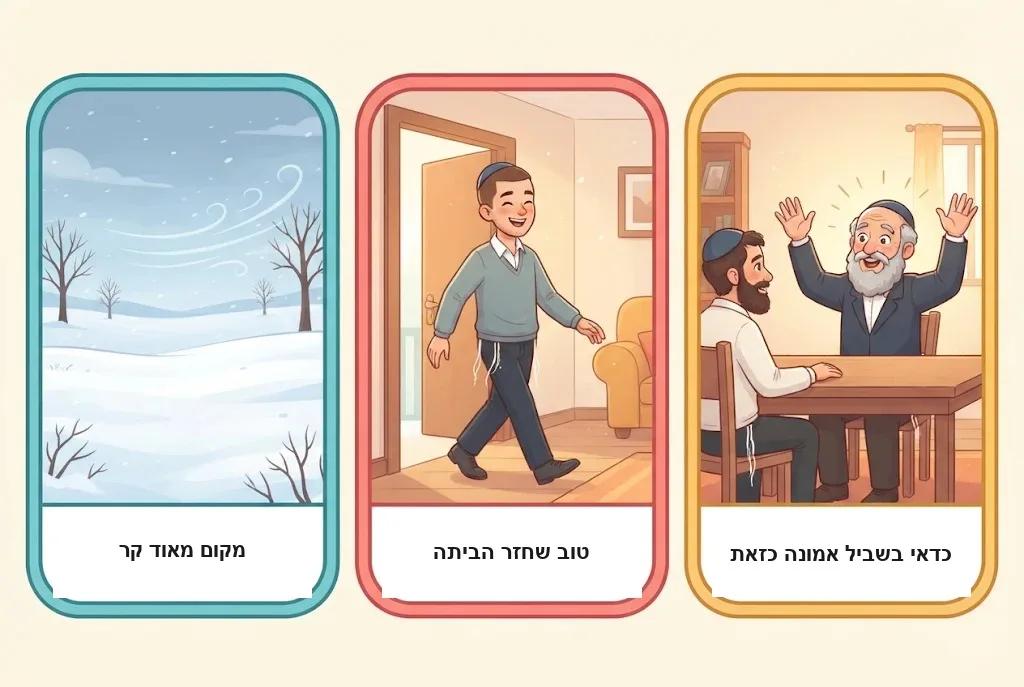 כדאי בשביל אמונה כזאת
טוב שחזר הביתה
מקום מאוד קר